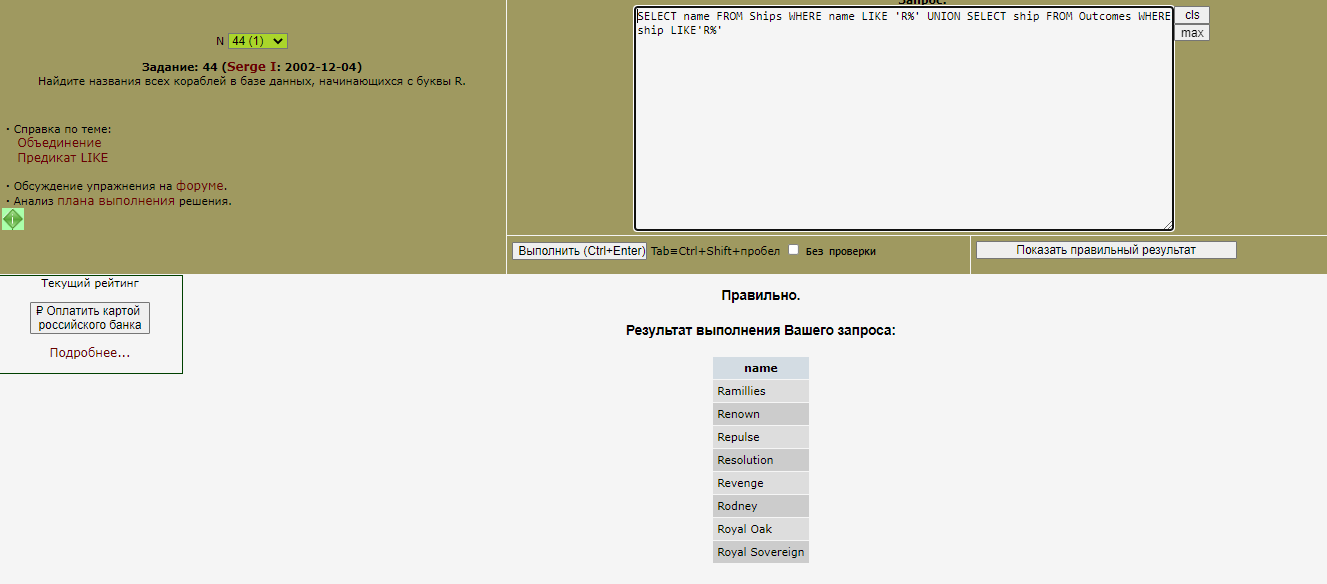 N 44 (1)
Задание: 44 (Serge I: 2002-12-04)
Найдите названия всех кораблей в базе данных, начинающихся с буквы R.
· Справка по теме:
Объединение
Предикат LIKE
· Обсуждение упражнения на форуме.
· Анализ плана выполнения решения.
Запрос:
SELECT name FROM Ships WHERE name LIKE 'R%' UNION SELECT ship FROM Outcomes WHERE
ship LIKE'R%'
cls
max
Выполнить (Ctrl+Enter) Tab≡Ctrl+Shift+пробел Без проверки
Показать правильный результат
Текущий рейтинг
₽ Оплатить картой
российского банка
Подробнее...
Правильно.
Результат выполнения Вашего запроса:
name
Ramillies
Renown
Repulse
Resolution
Revenge
Rodney
Royal Oak
Royal Sovereign